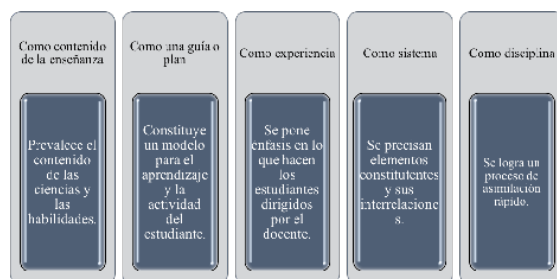 Como contenido
de la enseñanza
Prevalece el
contenido
de las
ciencias y
las
habilidades.
Como una guía o
plan
Constituye
un modelo
para el
aprendizaje
y la
actividad
del
estudiante.
Como experiencia
Se pone
énfasis en lo
que hacen
los
estudiantes
dirigidos
por el
docente.
Como sistema
Se precisan
elementos
constitutentes
y sus
interrelacione
s.
Como disciplina
Se logra un
proceso de
asimilación
rápido.